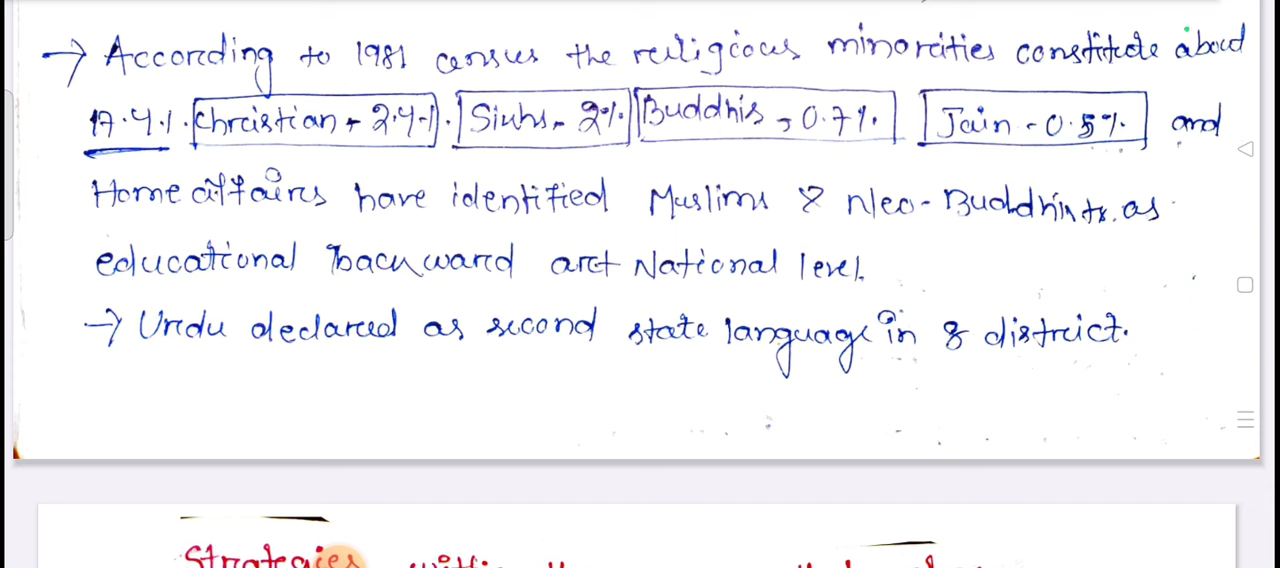 → According to 1981 census the religious minorities constitute about
17.4%. Christian - 2.4%. Sikhs - 2% Buddhis - 0.7%. Jain - 0.5%. and
Home affairs have identified Muslims & Neo-Buddhists. as
educational backward at National level.
→ Urdu declared as second state language in 8 district.
Strategies